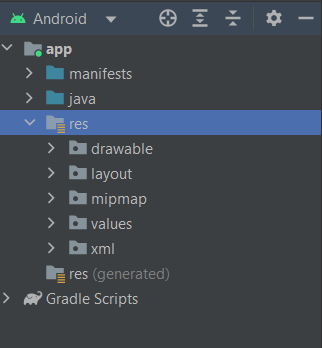 Android
app
manifests
java
res
drawable
layout
mipmap
values
xml
res (generated)
Gradle Scripts